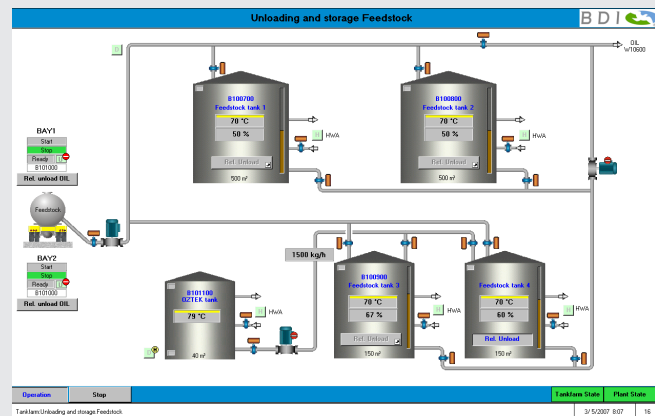 Unloading and storage Feedstock
BDI
OIL
W10600
B100700
Feedstock tank 1
70 °C
50 %
Rel. Unload
500 m³
HWA
B100800
Feedstock tank 2
70 °C
50 %
Rel. Unload
500 m³
HWA
BAY1
Start
Stop
Ready
B101000
Rel. unload OIL
Feedstock
BAY2
Start
Stop
Ready
B101000
Rel. unload OIL
1500 kg/h
B101100
OZTEK tank
79 °C
40 m³
HWA
B100900
Feedstock tank 3
70 °C
67 %
Rel. Unload
150 m³
HWA
Feedstock tank 4
70 °C
60 %
Rel. Unload
150 m³
HWA
Operation
Stop
Tankfarm State
Plant State
Tankfarm:Unloading and storage Feedstock
3/ 5/2007 8:07
16